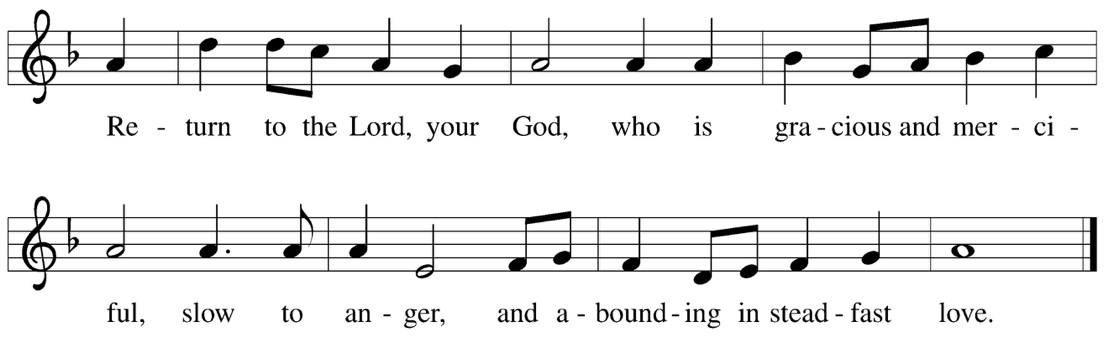 Re - turn to the Lord, your God, who is gra - cious and mer - ci -
ful, slow to an - ger, and a - bound - ing in stead - fast love.